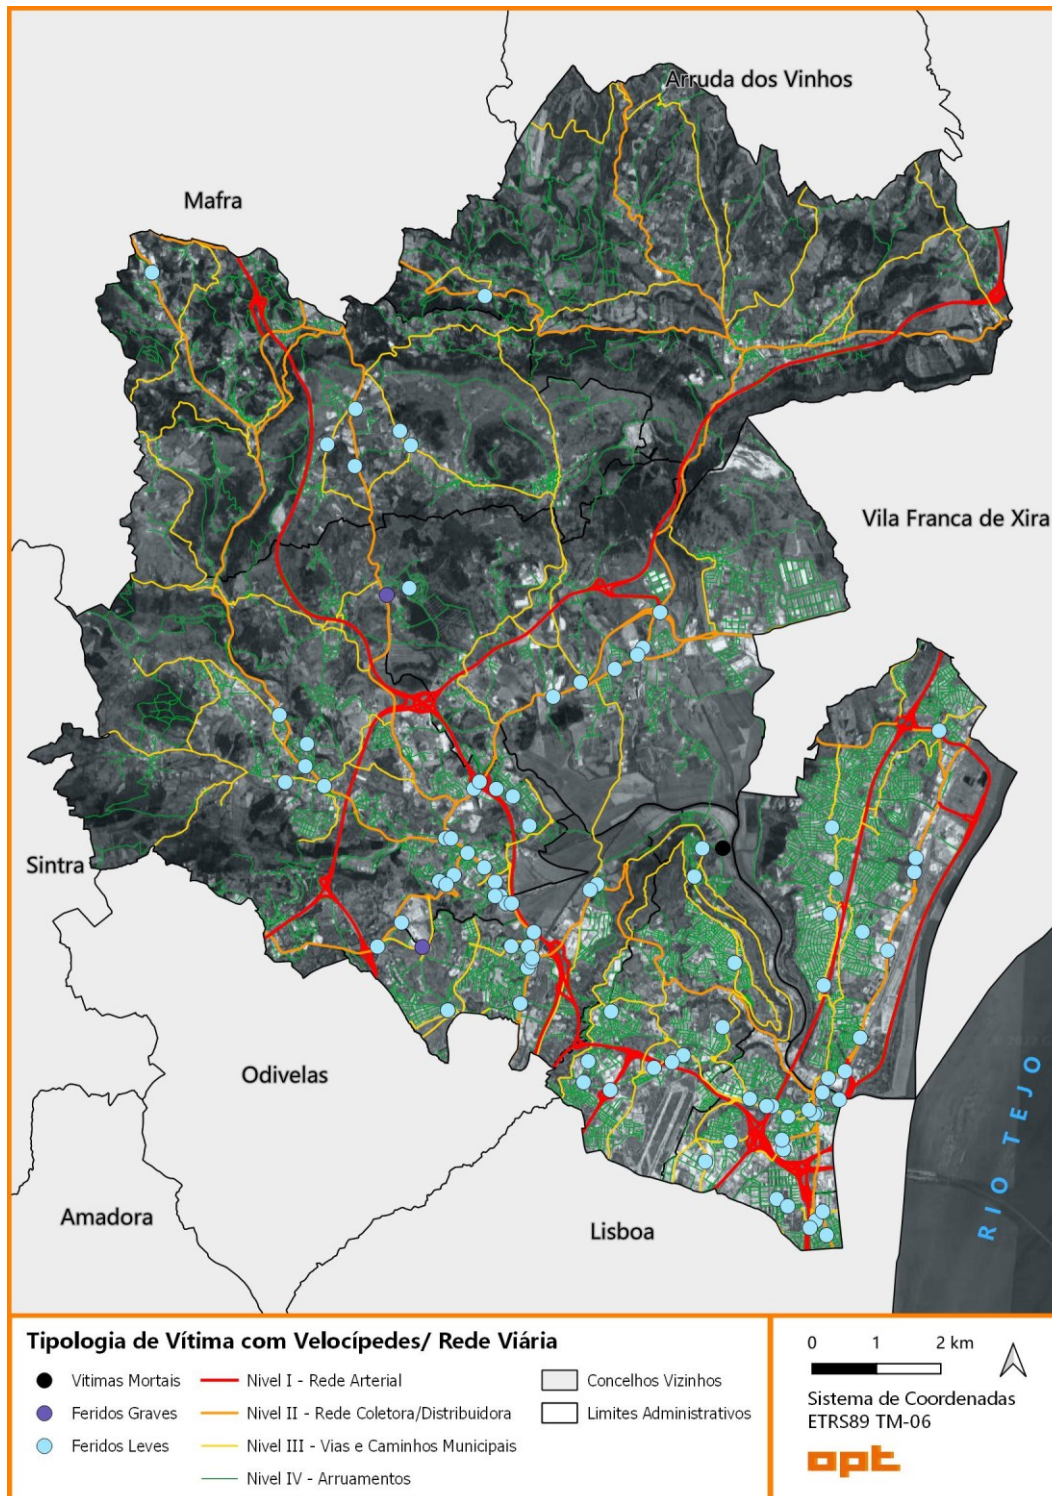 Arruda dos Vinhos
Mafra
Vila Franca de Xira
Sintra
Odivelas
Amadora
Lisboa
RIO TEJO
Tipologia de Vítima com Velocípedes/ Rede Viária
Vitimas Mortais
Feridos Graves
Feridos Leves
Nivel I - Rede Arterial
Nivel II - Rede Coletora/Distribuidora
Nivel III - Vias e Caminhos Municipais
Nivel IV - Arruamentos
Concelhos Vizinhos
Limites Administrativos
0 1 2 km
Sistema de Coordenadas
ETRS89 TM-06
opt